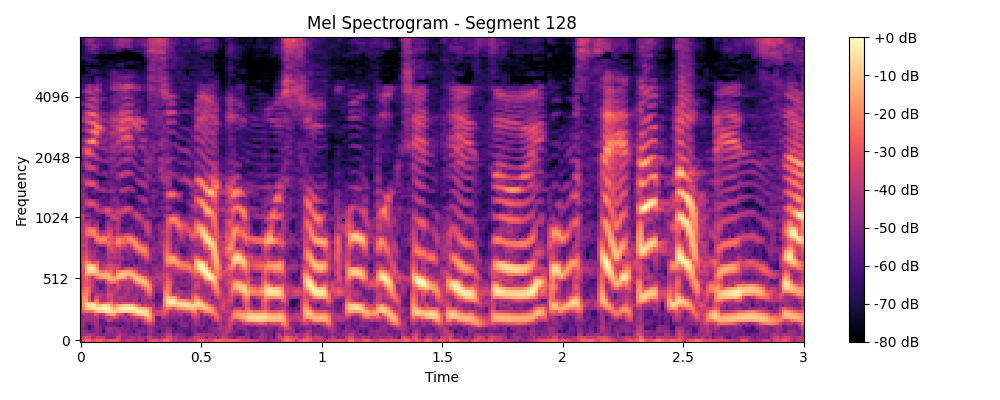 Mel Spectrogram - Segment 128
+0 dB
-10 dB
-20 dB
-30 dB
-40 dB
-50 dB
-60 dB
-70 dB
-80 dB
Frequency
4096
2048
1024
512
0
0
0.5
1
1.5
2
2.5
3
Time